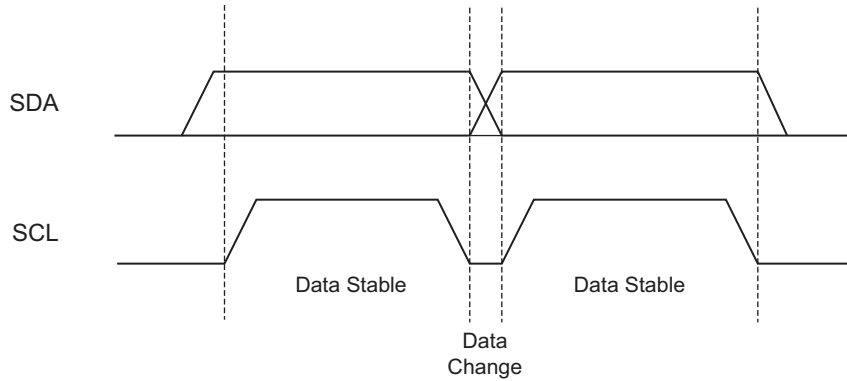 SDA
SCL
Data Stable
Data Stable
Data
Change